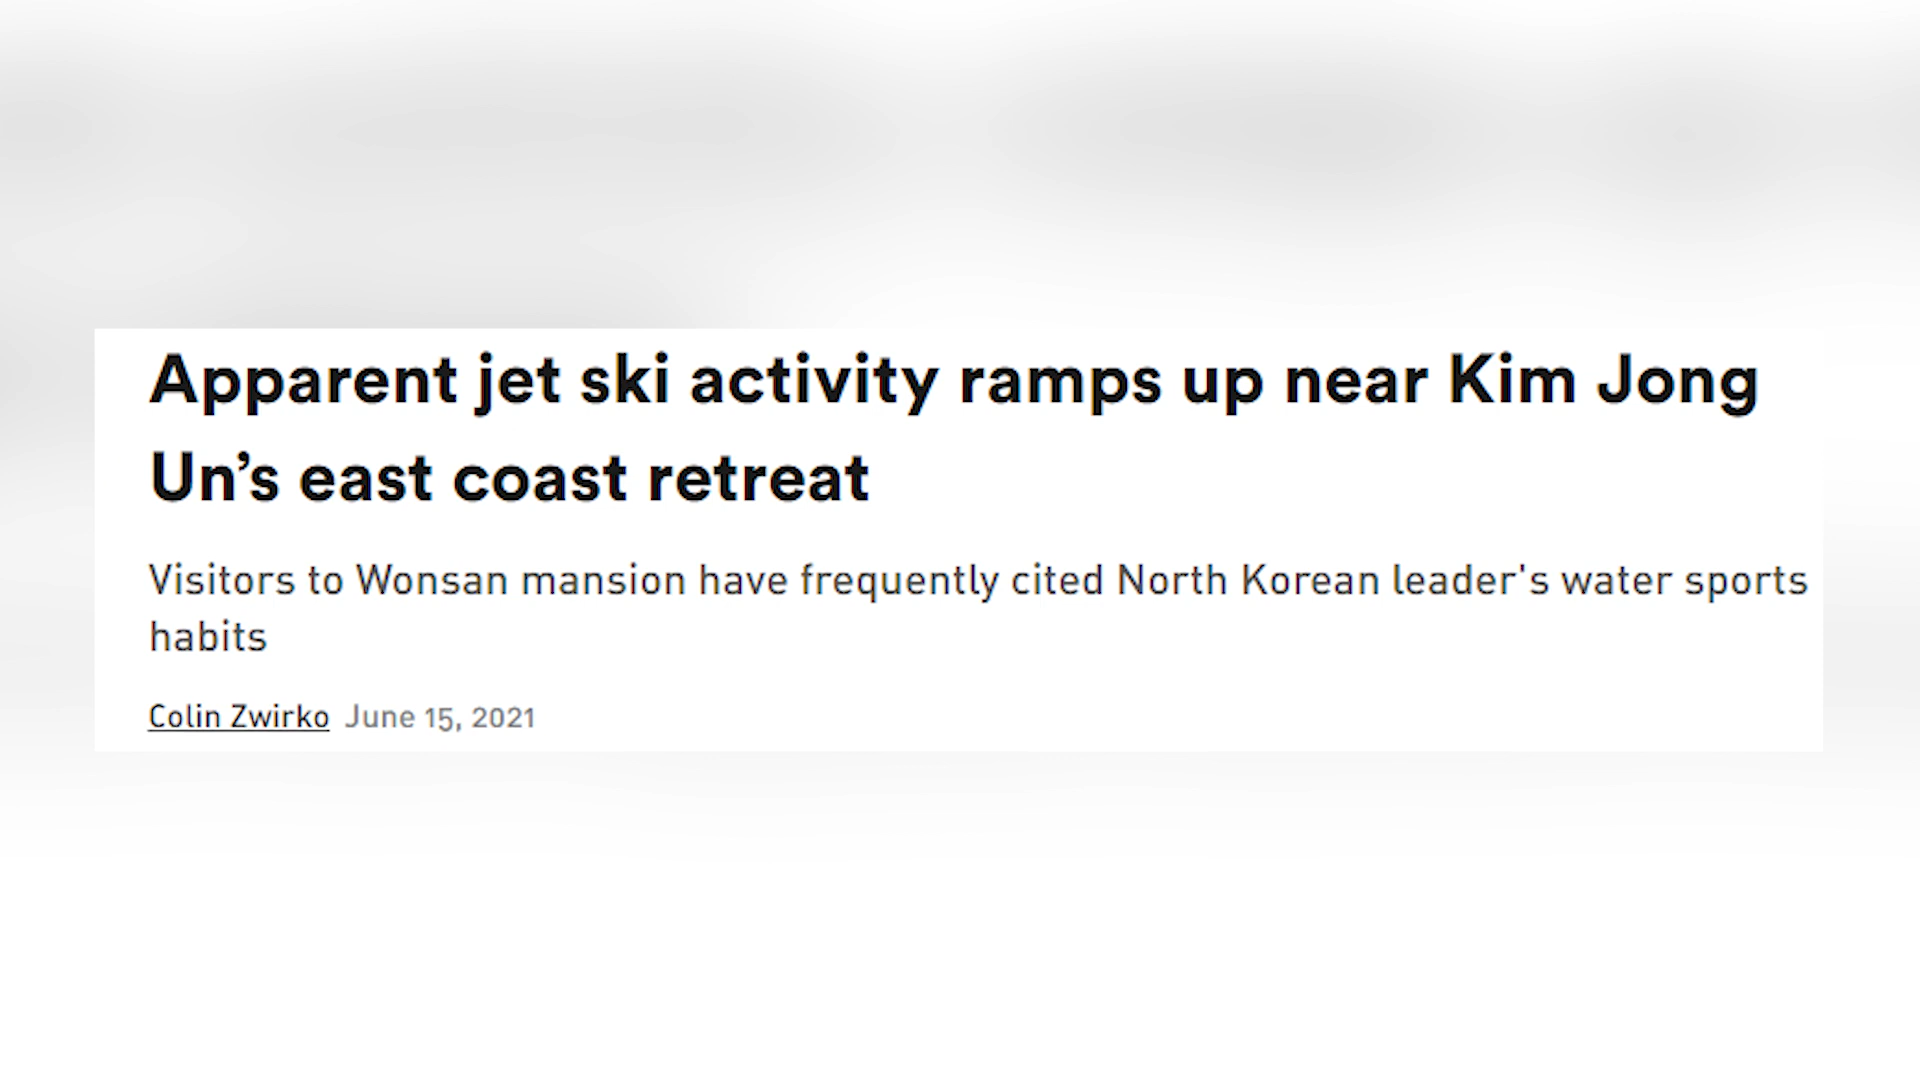 Apparent jet ski activity ramps up near Kim Jong
Un’s east coast retreat
Visitors to Wonsan mansion have frequently cited North Korean leader's water sports
habits
Colin Zwirko June 15, 2021